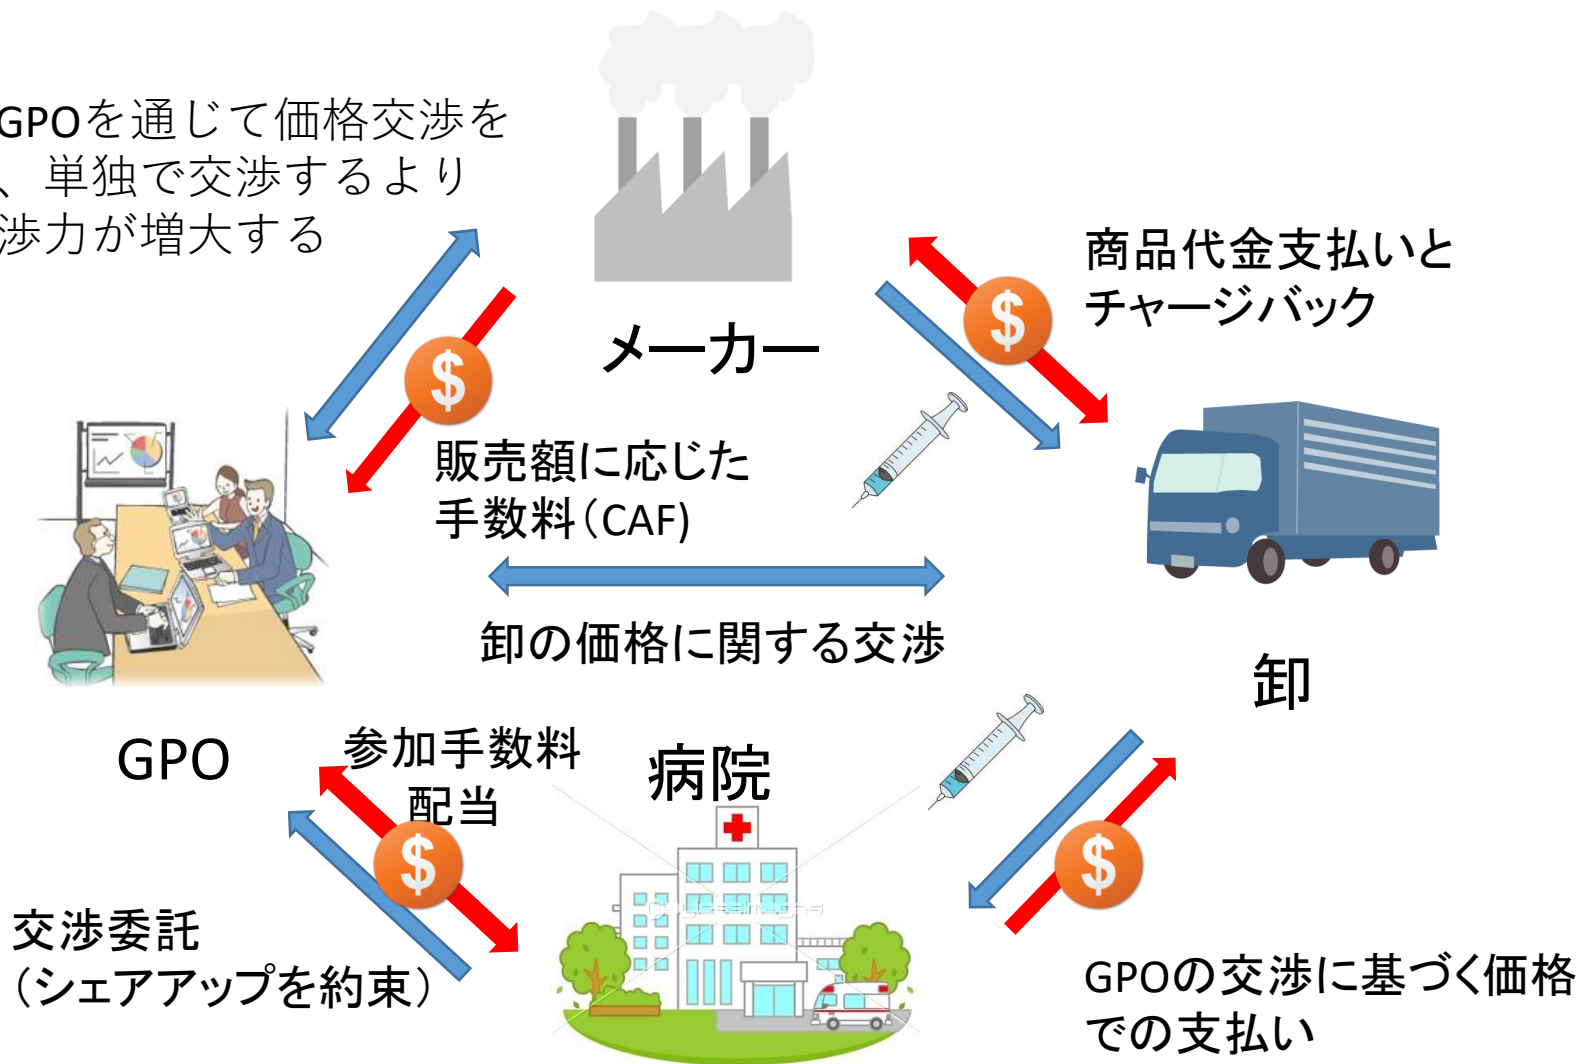 GPOを通じて価格交渉を
、単独で交渉するより
渉力が増大する
商品代金支払いと
チャージバック
メーカー
$
$
販売額に応じた
手数料(CAF)
卸の価格に関する交渉
卸
GPO
参加手数料
配当
病院
$
$
交渉委託
(シェアアップを約束)
GPOの交渉に基づく価格
での支払い